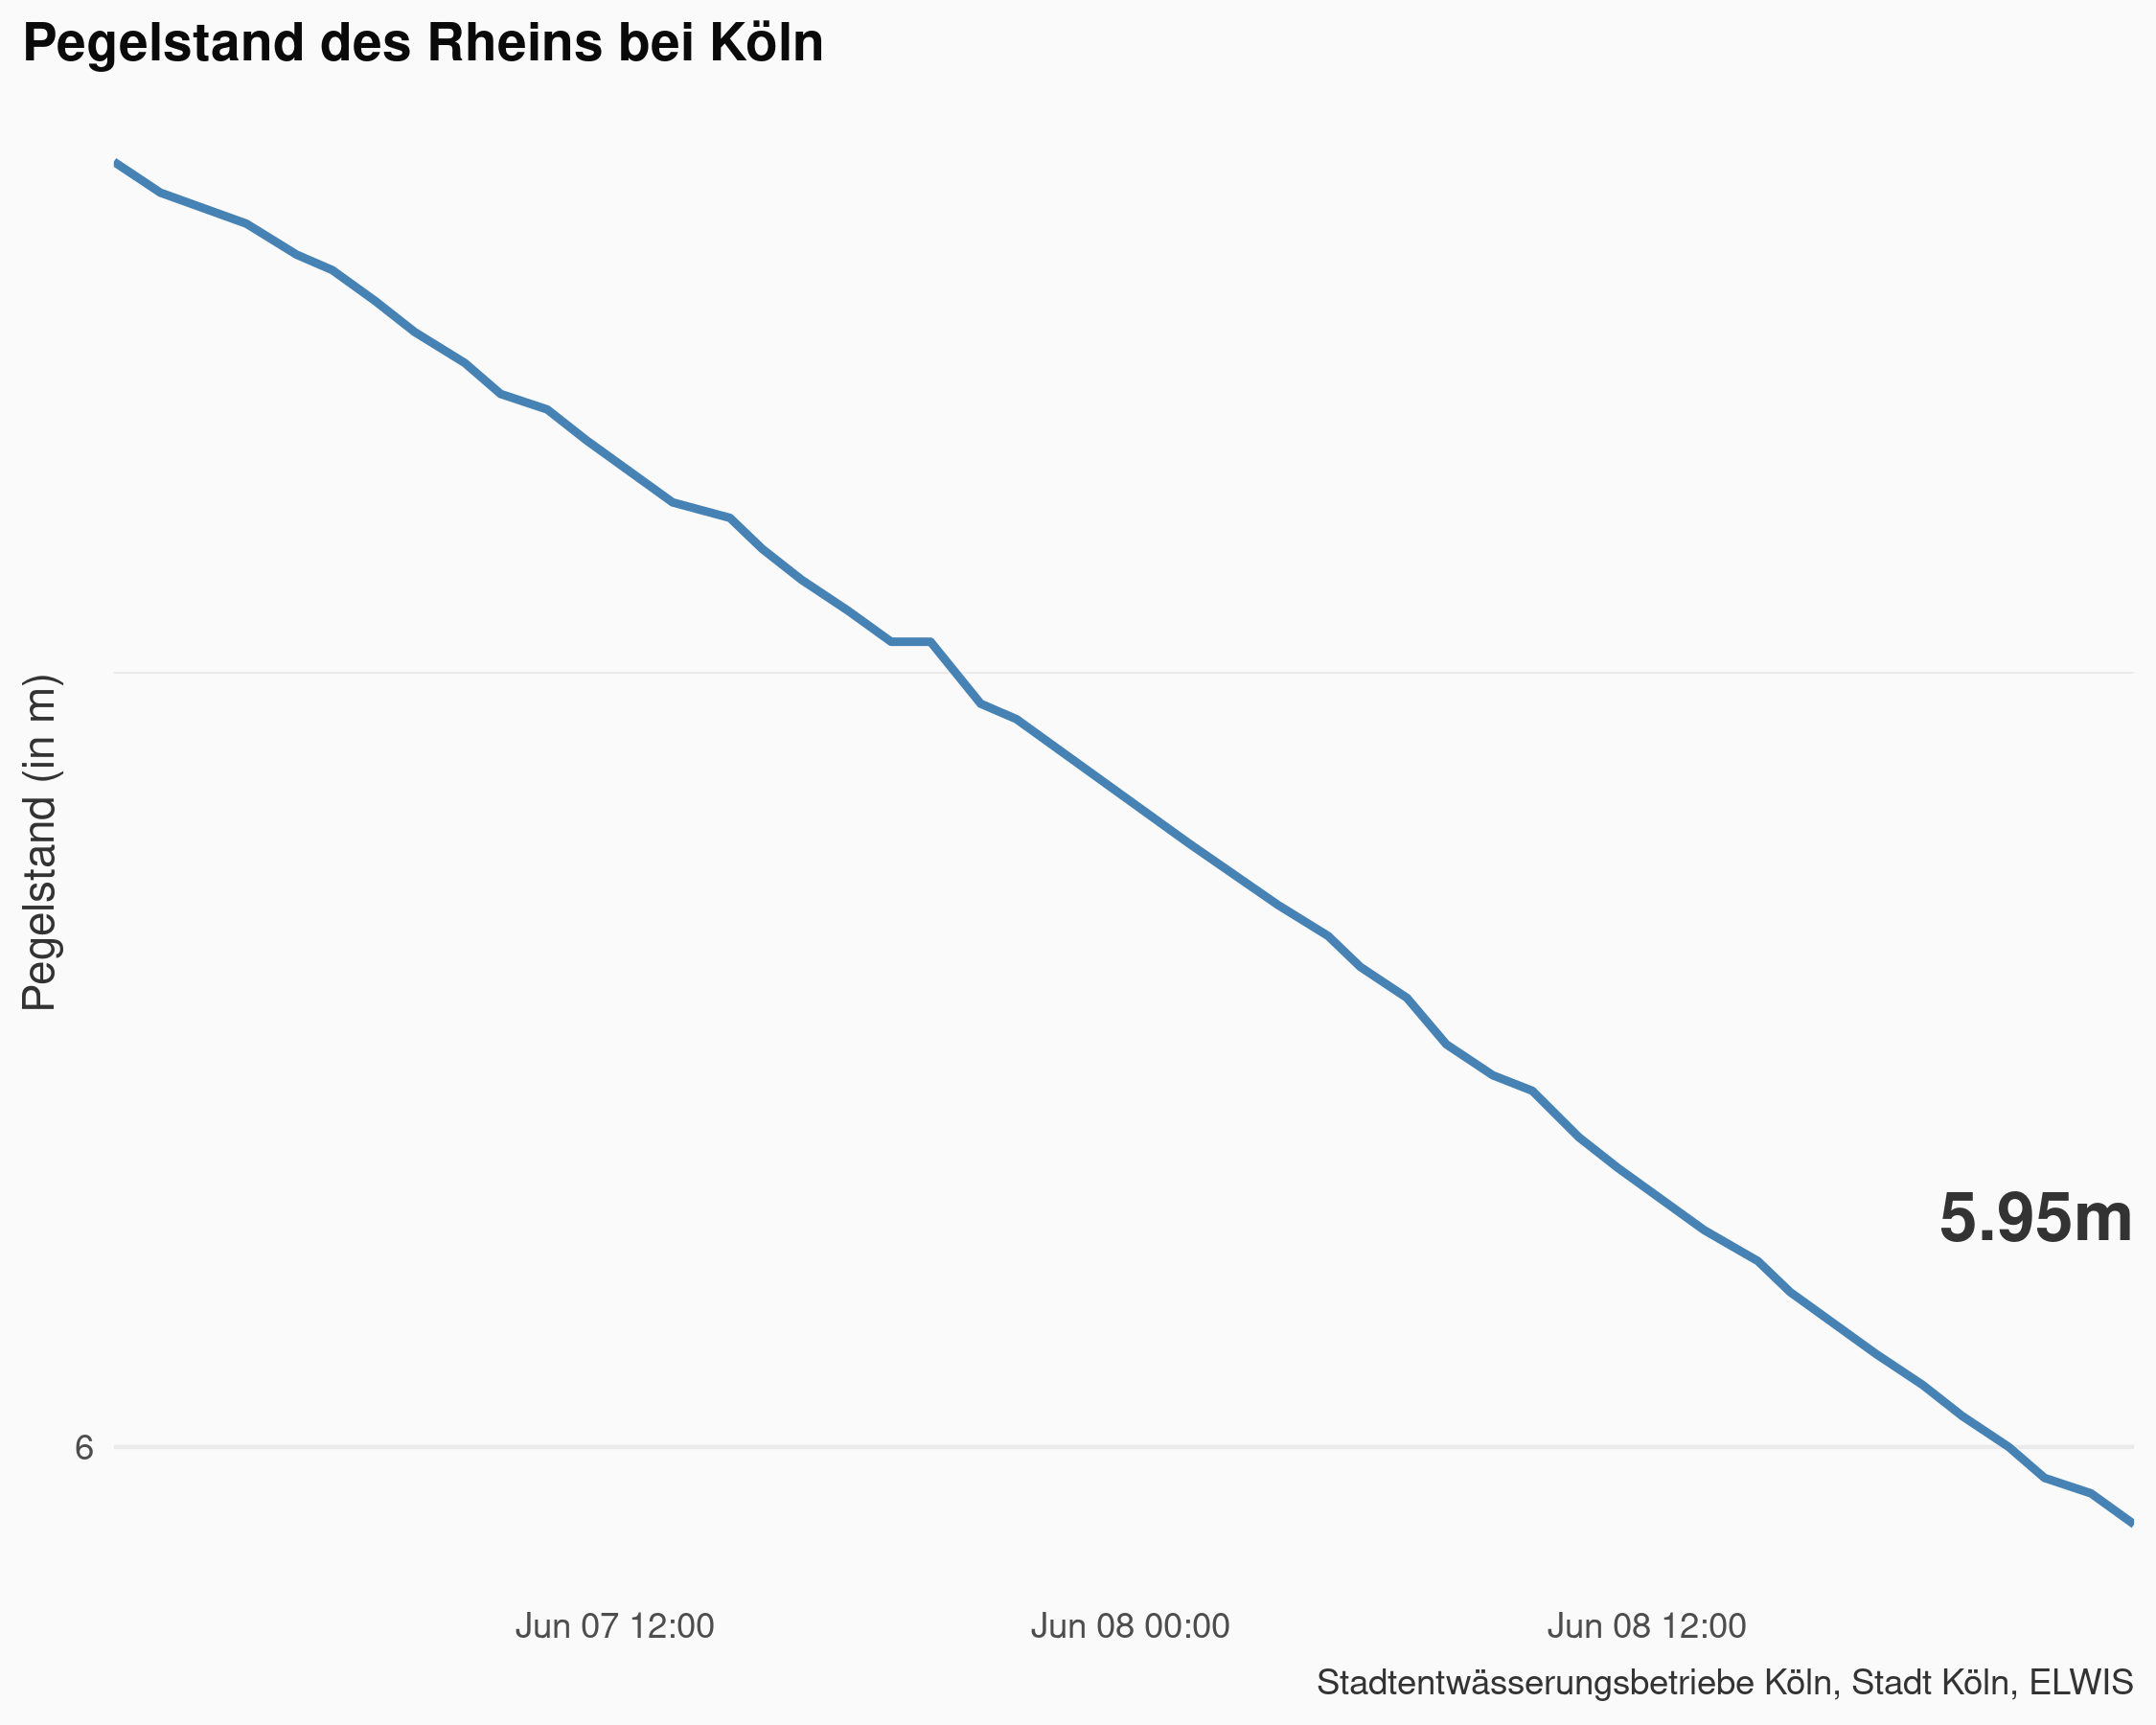 Pegelstand des Rheins bei Köln
Pegelstand (in m)
5.95m
6
Jun 07 12:00
Jun 08 00:00
Jun 08 12:00
Stadtentwässerungsbetriebe Köln, Stadt Köln, ELWIS